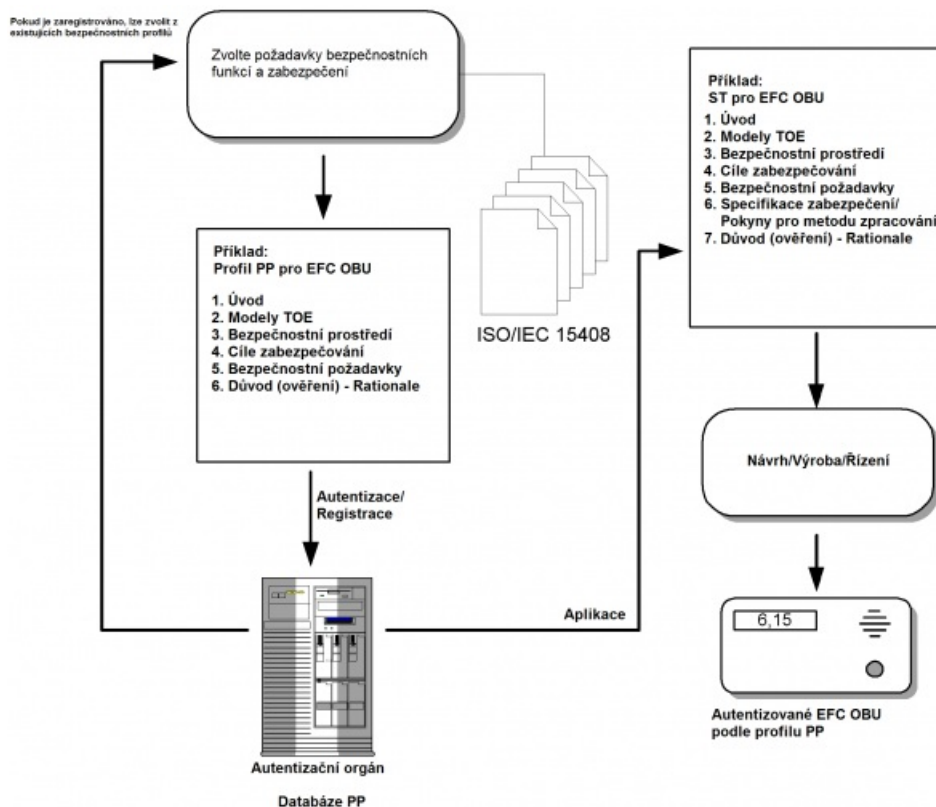 Pokud je zaregistrováno, lze zvolit z
existujících bezpečnostních profilů
Zvolte požadavky bezpečnostních
funkcí a zabezpečení
ISO/IEC 15408
Příklad:
Profil PP pro EFC OBU
1. Úvod
2. Modely TOE
3. Bezpečnostní prostředí
4. Cíle zabezpečování
5. Bezpečnostní požadavky
6. Důvod (ověření) - Rationale
Autentizace/
Registrace
Autentizační orgán
Databáze PP
Aplikace
Příklad:
ST pro EFC OBU
1. Úvod
2. Modely TOE
3. Bezpečnostní prostředí
4. Cíle zabezpečování
5. Bezpečnostní požadavky
6. Specifikace zabezpečení/
Pokyny pro metodu zpracování
7. Důvod (ověření) - Rationale
Návrh/Výroba/Řízení
6,15
Autentizované EFC OBU
podle profilu PP